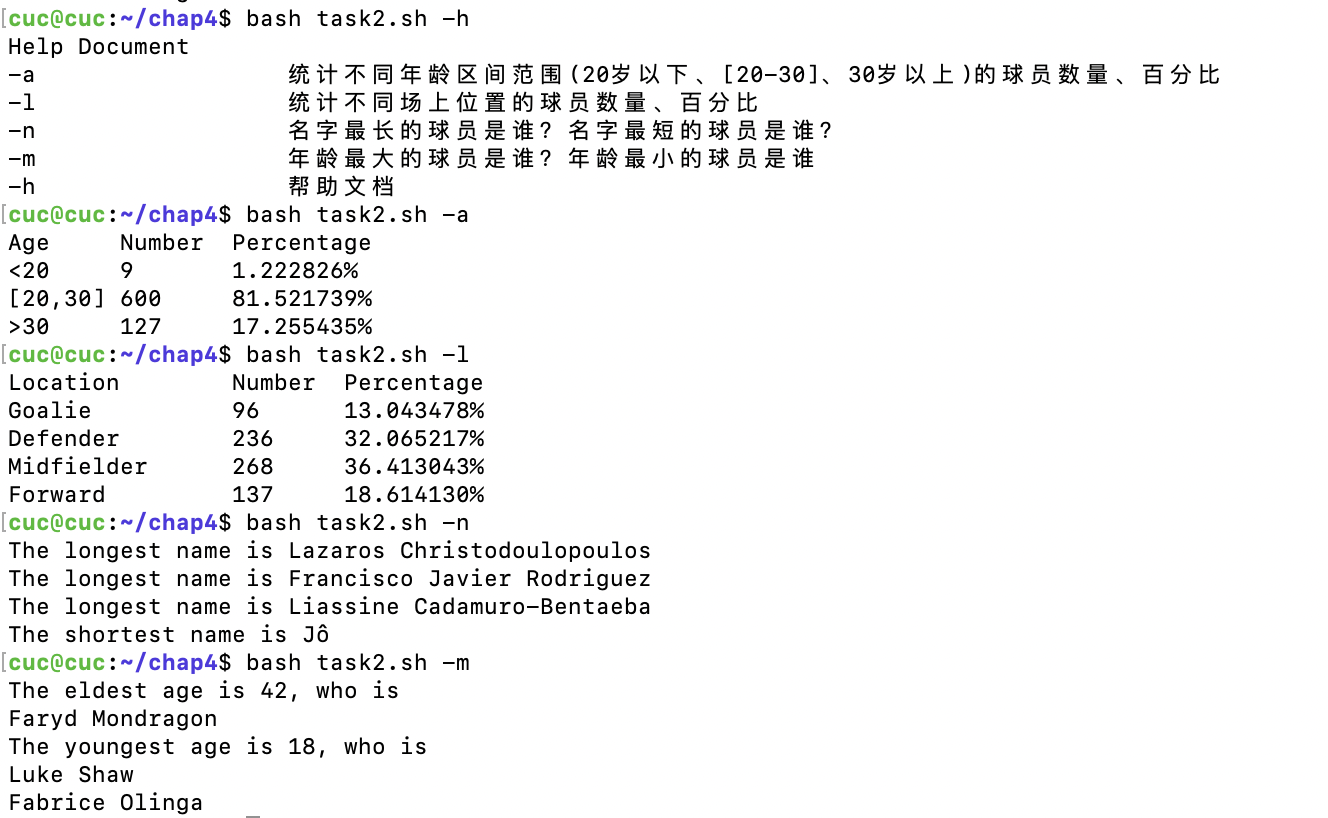 cuc@cuc:~/chap4$ bash task2.sh -h
Help Document
-a 统计不同年龄区间范围(20岁以下、[20-30]、30岁以上)的球员数量、百分比
-l 统计不同场上位置的球员数量、百分比
-n 名字最长的球员是谁? 名字最短的球员是谁?
-m 年龄最大的球员是谁? 年龄最小的球员是谁
-h 帮助文档
[cuc@cuc:~/chap4$ bash task2.sh -a
Age Number Percentage
<20 9 1.222826%
[20,30] 600 81.521739%
>30 127 17.255435%
[cuc@cuc:~/chap4$ bash task2.sh -l
Location Number Percentage
Goalie 96 13.043478%
Defender 236 32.065217%
Midfielder 268 36.413043%
Forward 137 18.614130%
[cuc@cuc:~/chap4$ bash task2.sh -n
The longest name is Lazaros Christodoulopoulos
The longest name is Francisco Javier Rodriguez
The longest name is Liassine Cadamuro-Bentaeba
The shortest name is Jô
[cuc@cuc:~/chap4$ bash task2.sh -m
The eldest age is 42, who is
Faryd Mondragon
The youngest age is 18, who is
Luke Shaw
Fabrice Olinga